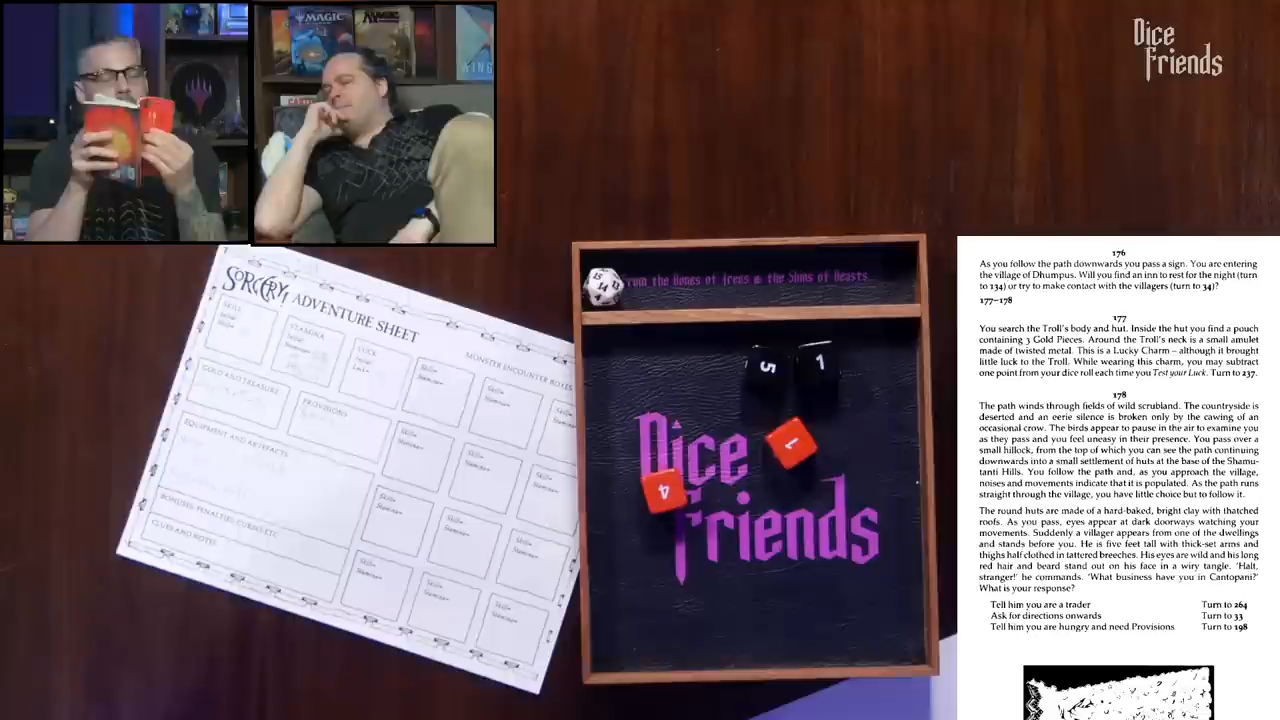 MAGIC
KING
Dice
Friends
SORCERY!
ADVENTURE SHEET
SKILL
STAMINA
LUCK
MONSTER ENCOUNTER BOXES
GOLD AND TREASURE
PROVISIONS
EQUIPMENT AND ARTEFACTS
BONUSES, PENALTIES, CURSES, ETC
CLUES AND NOTES
From the Bones of Trees & the Skins of Beasts
15
14
4
5
1
1
4
Dice
Friends
176
As you follow the path downwards you pass a sign. You are entering
the village of Dhumpus. Will you find an inn to rest for the night (turn
to 134) or try to make contact with the villagers (turn to 34)?
177–178
177
You search the Troll's body and hut. Inside the hut you find a pouch
containing 3 Gold Pieces. Around the Troll's neck is a small amulet
made of twisted metal. This is a Lucky Charm – although it brought
little luck to the Troll. While wearing this charm, you may subtract
one point from your dice roll each time you Test your Luck. Turn to 237.
178
The path winds through fields of wild scrubland. The countryside is
deserted and an eerie silence is broken only by the cawing of an
occasional crow. The birds appear to pause in the air to examine you
as they pass and you feel uneasy in their presence. You pass over a
small hillock, from the top of which you can see the path continuing
downwards into a small settlement of huts at the base of the Shamu-
tanti Hills. You follow the path and, as you approach the village,
noises and movements indicate that it is populated. As the path runs
straight through the village, you have little choice but to follow it.
The round huts are made of a hard-baked, bright clay with thatched
roofs. As you pass, eyes appear at dark doorways watching your
movements. Suddenly a villager appears from one of the dwellings
and stands before you. He is five feet tall with thick-set arms and
thighs half clothed in tattered breeches. His eyes are wild and his long
red hair and beard stand out on his face in a wiry tangle. 'Halt,
stranger!' he commands. 'What business have you in Cantopani?'
What is your response?
Tell him you are a trader Turn to 264
Ask for directions onwards Turn to 33
Tell him you are hungry and need Provisions Turn to 198